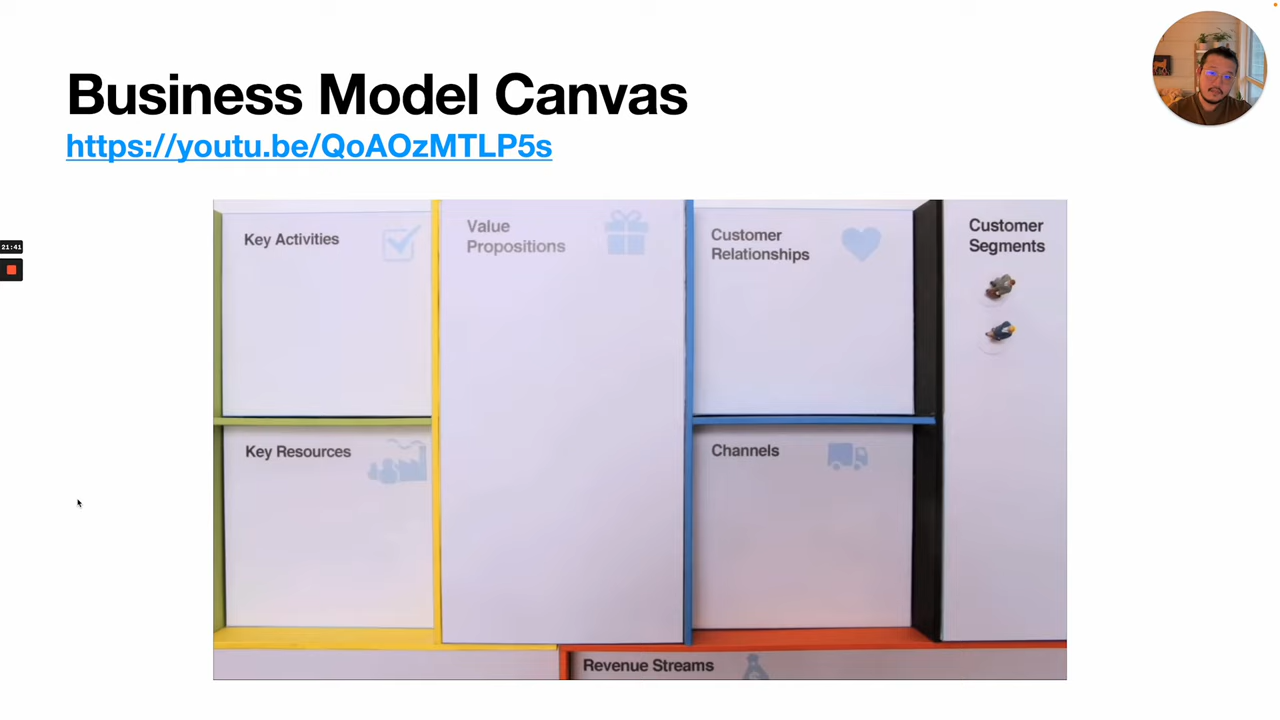 Business Model Canvas
https://youtu.be/QoAOzMTLP5s
21:41
Key Activities
Value
Propositions
Customer
Relationships
Customer
Segments
Key Resources
Channels
Revenue Streams